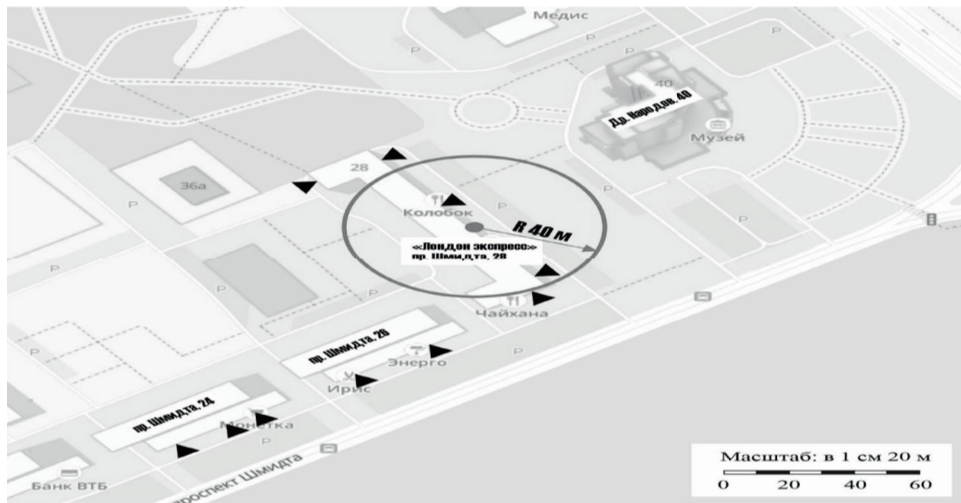 Медис
P
P
P
40
Др. Народов, 40
Музей
28
36а
P
P
Колобок
P
P
R 40 м
«Лондон экспресс»
пр. Шмидта, 28
P
P
Чайхана
пр. Шмидта, 26
P
Энерго
P
Ирис
пр. Шмидта, 24
Монетка
P
Банк ВТБ
проспект Шмидта
Масштаб: в 1 см 20 м
0 20 40 60